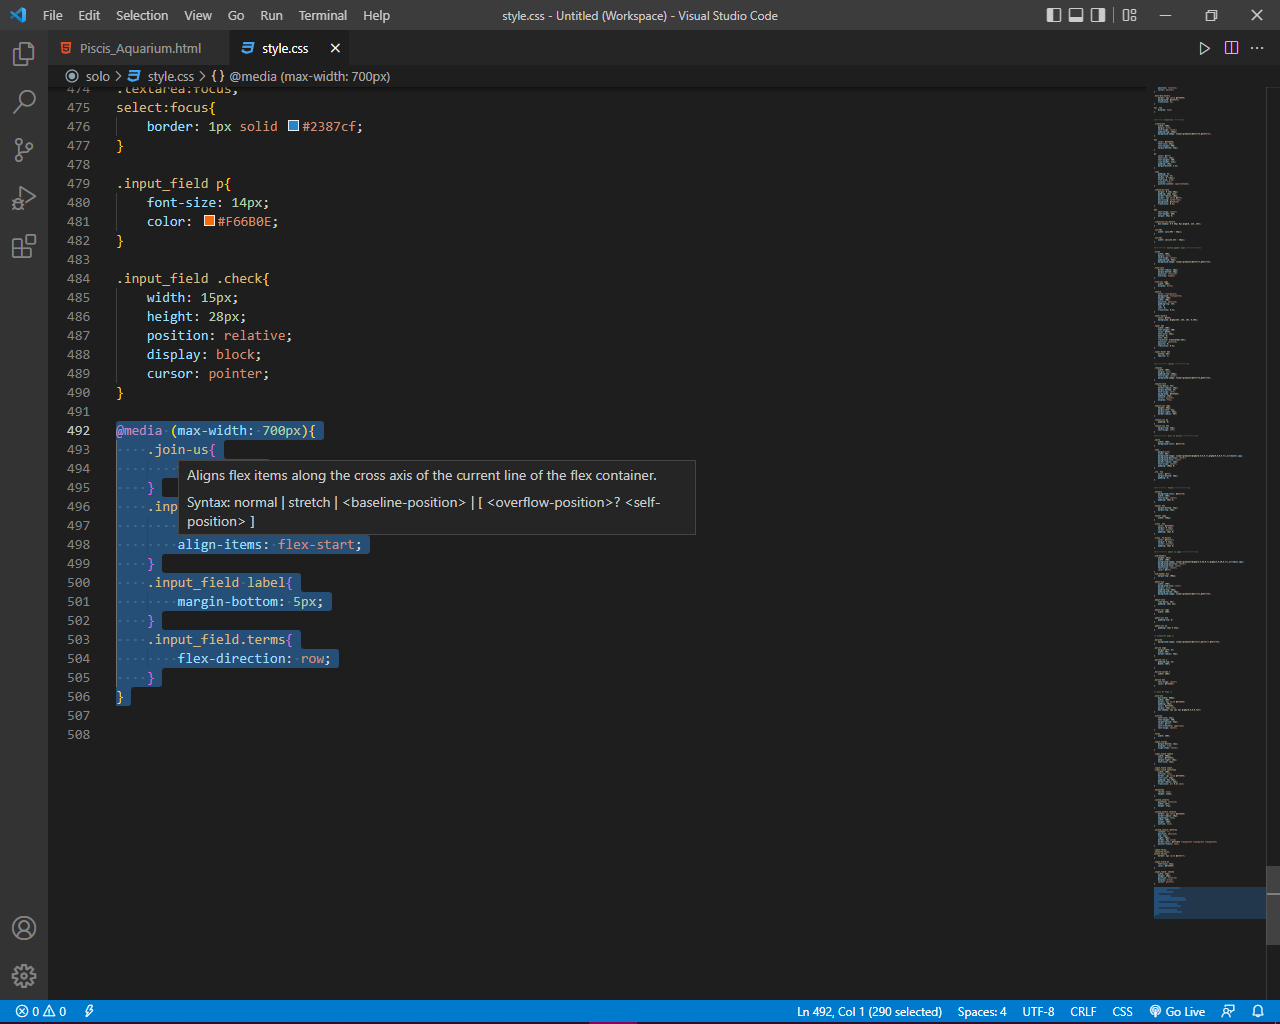 File Edit Selection View Go Run Terminal Help style.css - Untitled (Workspace) - Visual Studio Code
Piscis_Aquarium.html style.css
solo > style.css > {} @media (max-width: 700px)
474 .textarea:focus,
475 select:focus{
476 border: 1px solid #2387cf;
477 }
478
479 .input_field p{
480 font-size: 14px;
481 color: #F66B0E;
482 }
483
484 .input_field .check{
485 width: 15px;
486 height: 28px;
487 position: relative;
488 display: block;
489 cursor: pointer;
490 }
491
492 @media (max-width: 700px){
493 .join-us{
494
Aligns flex items along the cross axis of the current line of the flex container.
495 }
496 .inp
Syntax: normal | stretch | <baseline-position> | [ <overflow-position>? <self-
position> ]
497
498 align-items: flex-start;
499 }
500 .input_field label{
501 margin-bottom: 5px;
502 }
503 .input_field.terms{
504 flex-direction: row;
505 }
506 }
507
508
0 0 Ln 492, Col 1 (290 selected) Spaces: 4 UTF-8 CRLF CSS Go Live